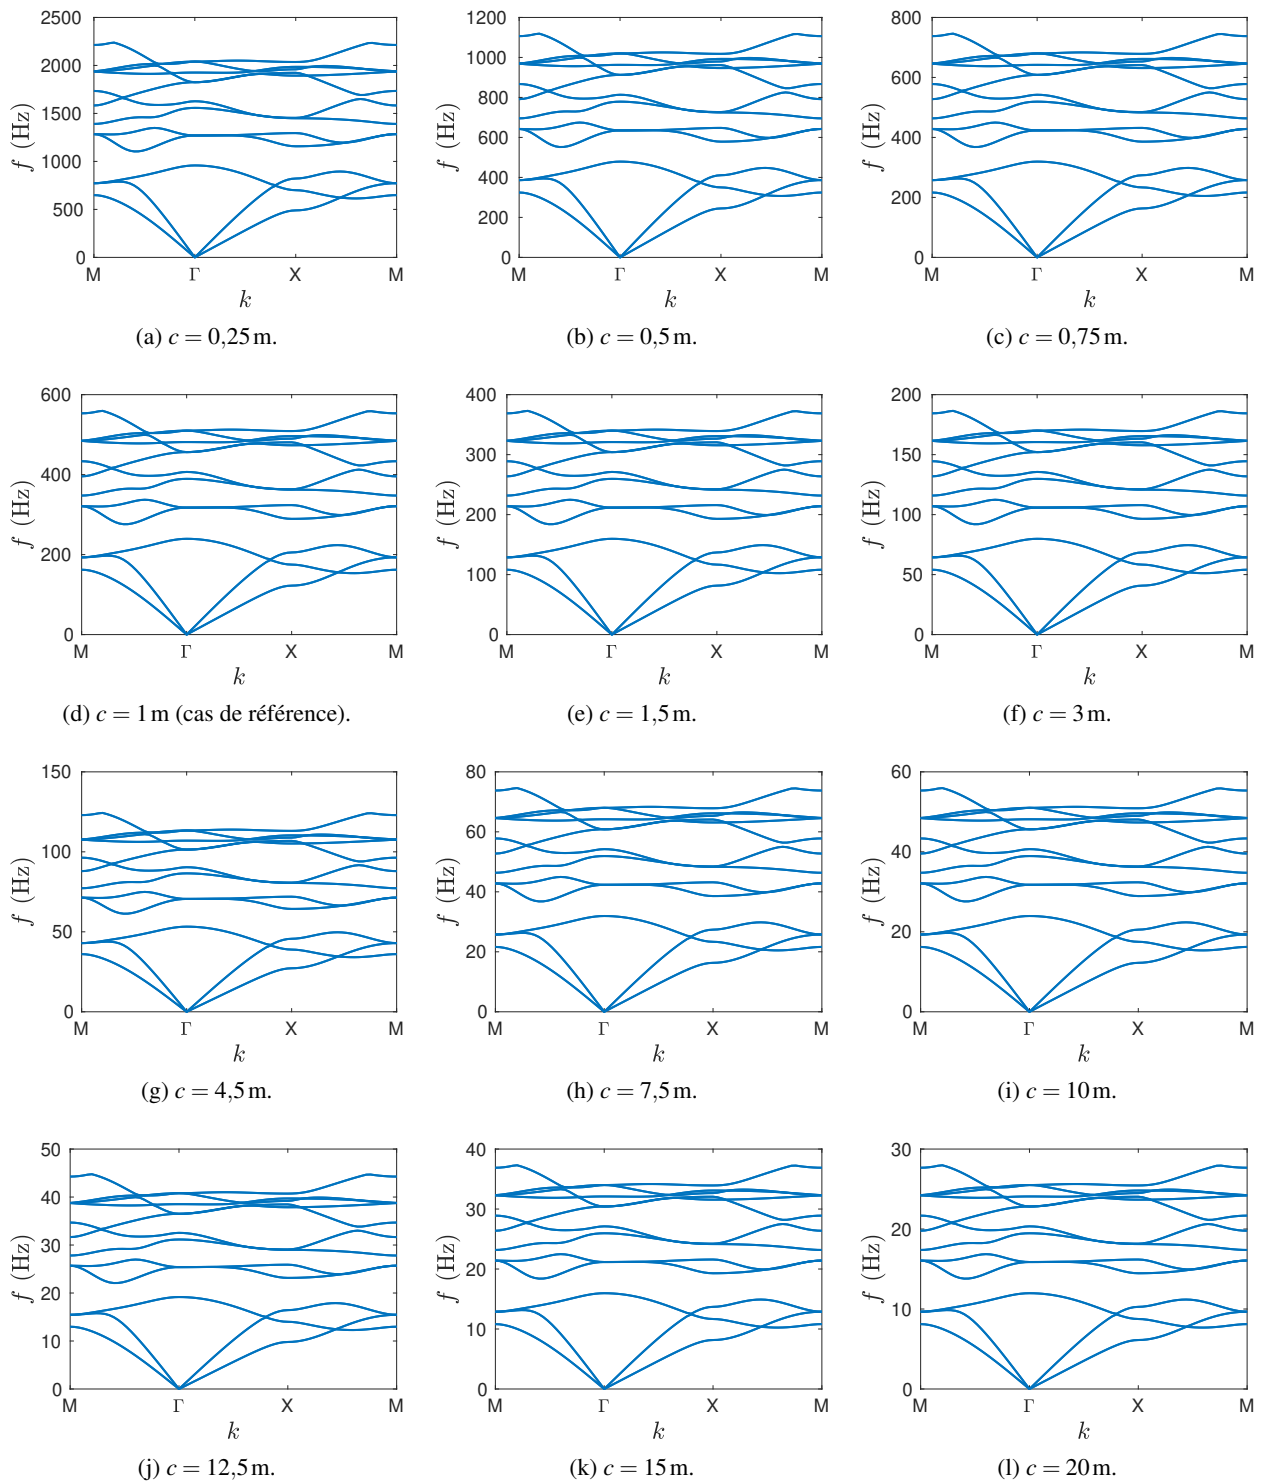 2500
2000
1500
1000
500
0
f (Hz)
M Γ X M
k
(a) c = 0,25 m.
1200
1000
800
600
400
200
0
f (Hz)
M Γ X M
k
(b) c = 0,5 m.
800
600
400
200
0
f (Hz)
M Γ X M
k
(c) c = 0,75 m.
600
400
200
0
f (Hz)
M Γ X M
k
(d) c = 1 m (cas de référence).
400
300
200
100
0
f (Hz)
M Γ X M
k
(e) c = 1,5 m.
200
150
100
50
0
f (Hz)
M Γ X M
k
(f) c = 3 m.
150
100
50
0
f (Hz)
M Γ X M
k
(g) c = 4,5 m.
80
60
40
20
0
f (Hz)
M Γ X M
k
(h) c = 7,5 m.
60
40
20
0
f (Hz)
M Γ X M
k
(i) c = 10 m.
50
40
30
20
10
0
f (Hz)
M Γ X M
k
(j) c = 12,5 m.
40
30
20
10
0
f (Hz)
M Γ X M
k
(k) c = 15 m.
30
20
10
0
f (Hz)
M Γ X M
k
(l) c = 20 m.